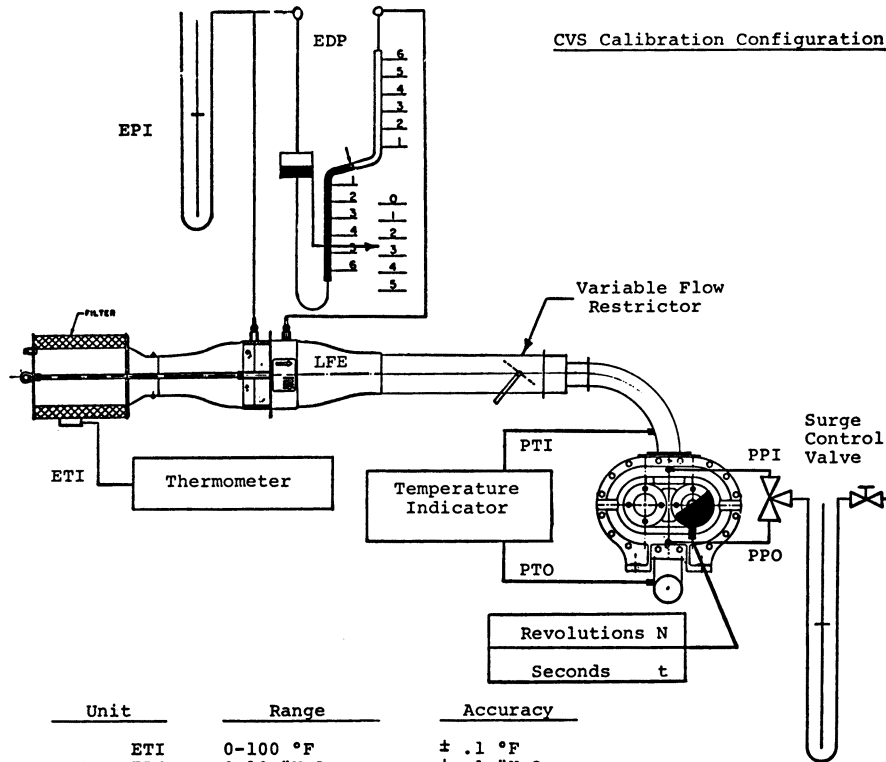 CVS Calibration Configuration
EDP
EPI
6
5
4
3
2
1
1
2
3
4
5
6
0
1
2
3
4
5
FILTER
Variable Flow
Restrictor
LFE
Surge
Control
Valve
ETI
Thermometer
PTI
PPI
Temperature
Indicator
PTO
PPO
Revolutions N
Seconds t
Unit Range Accuracy
ETI 0-100 °F ± .1 °F